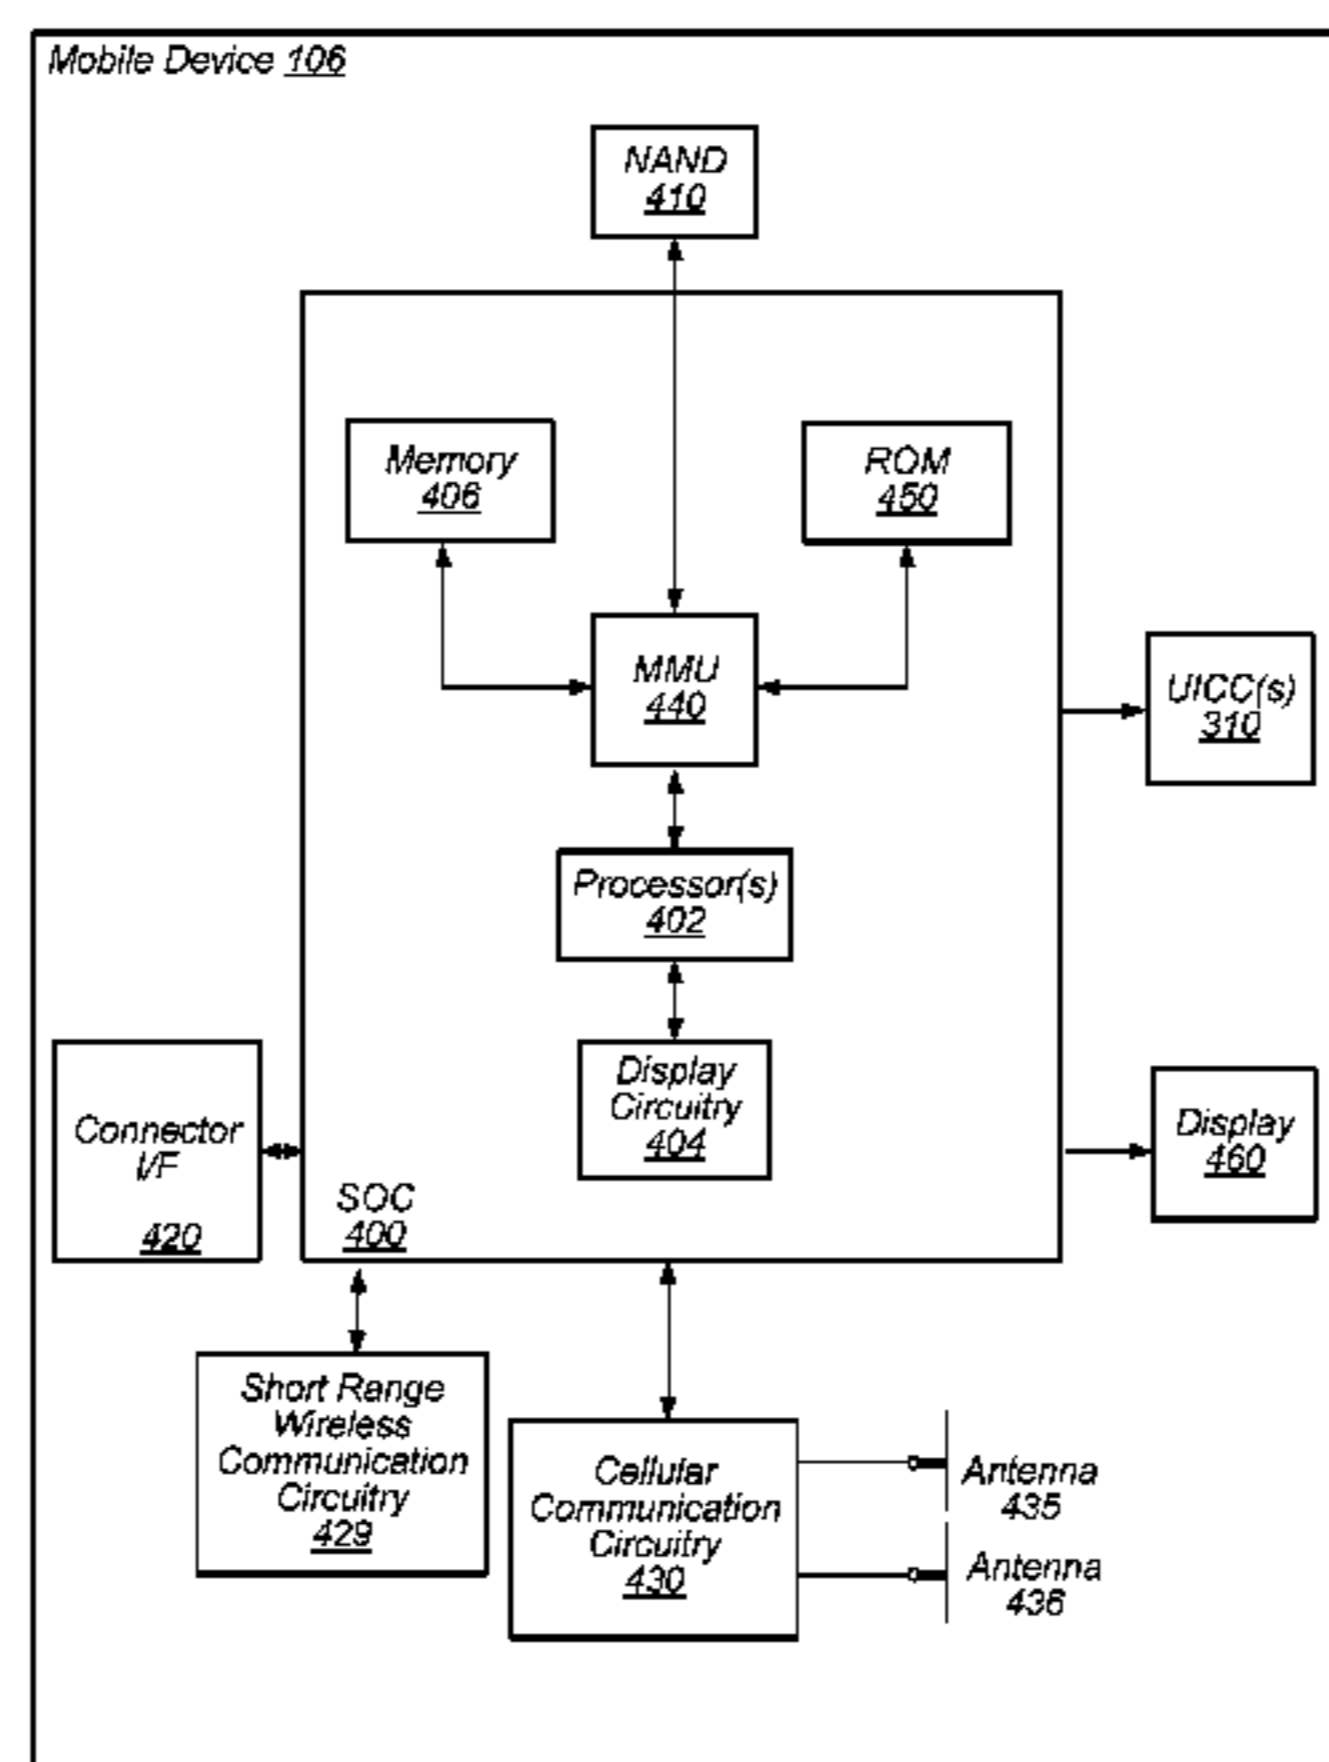 Mobile Device 106
NAND
410
Memory
406
ROM
450
MMU
440
UICC(s)
310
Processor(s)
402
Display
Circuitry
404
Connector
I/F
420
Display
460
SOC
400
Short Range
Wireless
Communication
Circuitry
429
Cellular
Communication
Circuitry
430
Antenna
435
Antenna
436